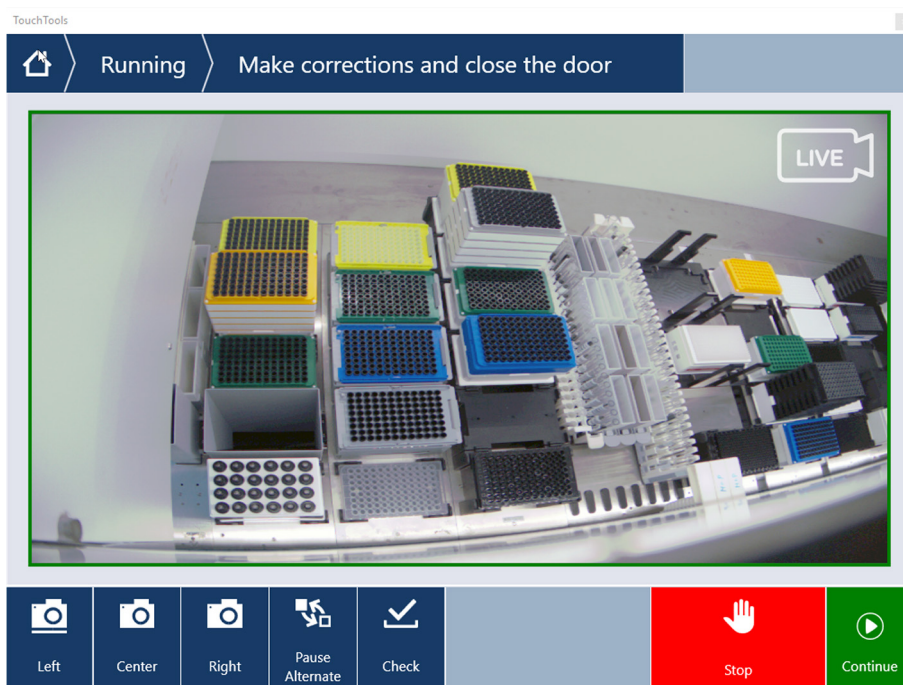 TouchTools
Running
Make corrections and close the door
LIVE
Left
Center
Right
Pause
Alternate
Check
Stop
Continue